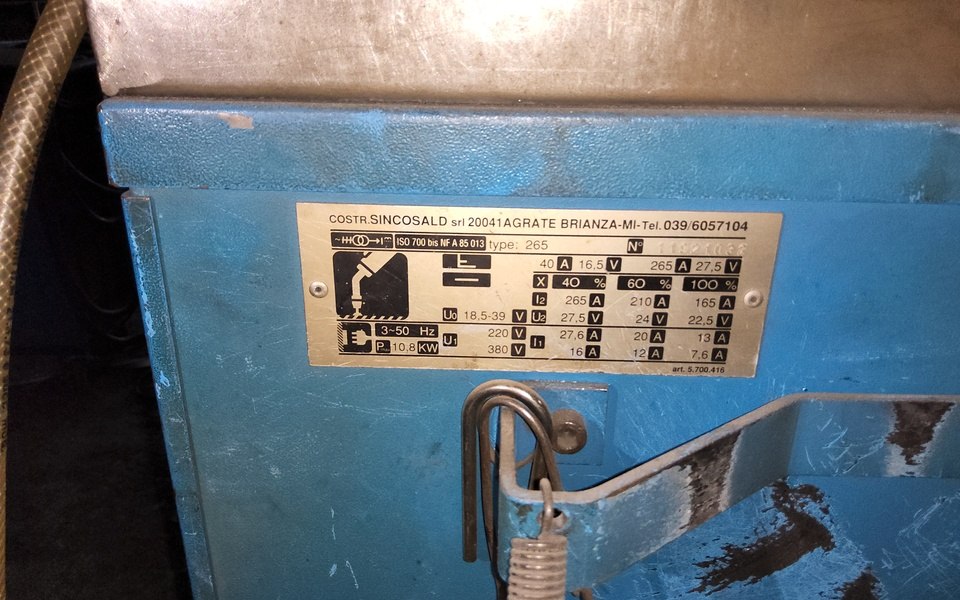 COSTR. SINCOSALD srl 20041 AGRATE BRIANZA-MI-Tel. 039/6057104
ISO 700 bis NF A 85 013 type: 265 N°
40 A 16,5 V 265 A 27,5 V
X 40 % 60 % 100 %
I2 265 A 210 A 165 A
U0 18,5-39 V U2 27,5 V 24 V 22,5 V
3~50 Hz U1 220 V I1 27,6 A 20 A 13 A
P 10,8 KW 380 V 16 A 12 A 7,6 A
art. 5.700.416